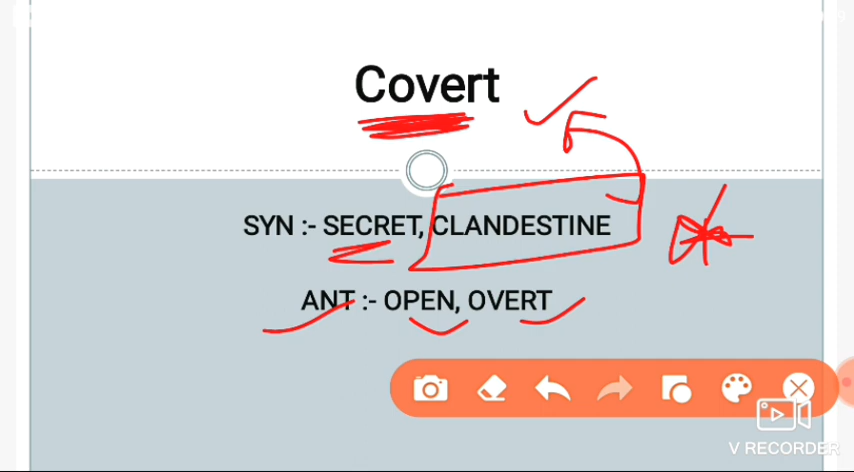 Covert
SYN :- SECRET, CLANDESTINE
ANT :- OPEN, OVERT
V RECORDER